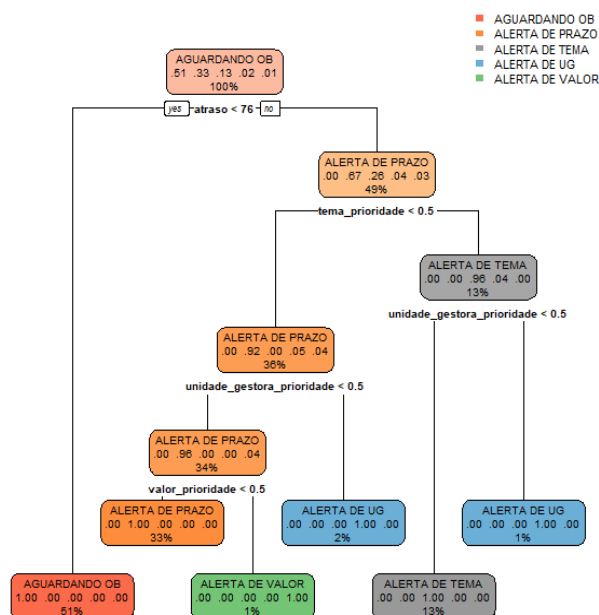 AGUARDANDO OB
ALERTA DE PRAZO
ALERTA DE TEMA
ALERTA DE UG
ALERTA DE VALOR
AGUARDANDO OB
.51 .33 .13 .02 .01
100%
yes atraso < 76 no
ALERTA DE PRAZO
.00 .67 .26 .04 .03
49%
tema_prioridade < 0.5
ALERTA DE TEMA
.00 .00 .96 .04 .00
13%
unidade_gestora_prioridade < 0.5
ALERTA DE PRAZO
.00 .92 .00 .05 .04
36%
unidade_gestora_prioridade < 0.5
ALERTA DE PRAZO
.00 .96 .00 .00 .04
34%
valor_prioridade < 0.5
ALERTA DE PRAZO
.00 1.00 .00 .00 .00
33%
ALERTA DE UG
.00 .00 .00 1.00 .00
2%
ALERTA DE UG
.00 .00 .00 1.00 .00
1%
AGUARDANDO OB
1.00 .00 .00 .00 .00
51%
ALERTA DE VALOR
.00 .00 .00 .00 1.00
1%
ALERTA DE TEMA
.00 .00 1.00 .00 .00
13%